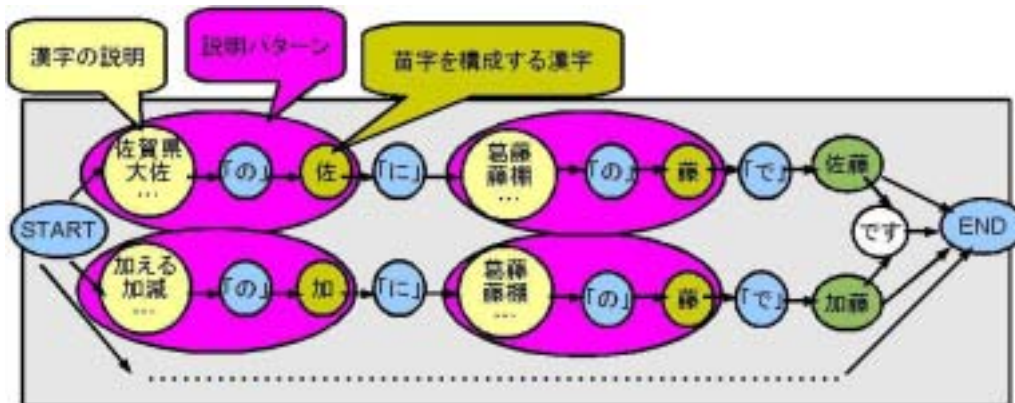 漢字の説明
説明パターン
苗字を構成する漢字
佐賀県
大佐
…
「の」
佐
「に」
葛藤
藤棚
…
「の」
藤
「で」
佐藤
START
です
END
加える
加減
…
「の」
加
「に」
葛藤
藤棚
…
「の」
藤
「で」
加藤